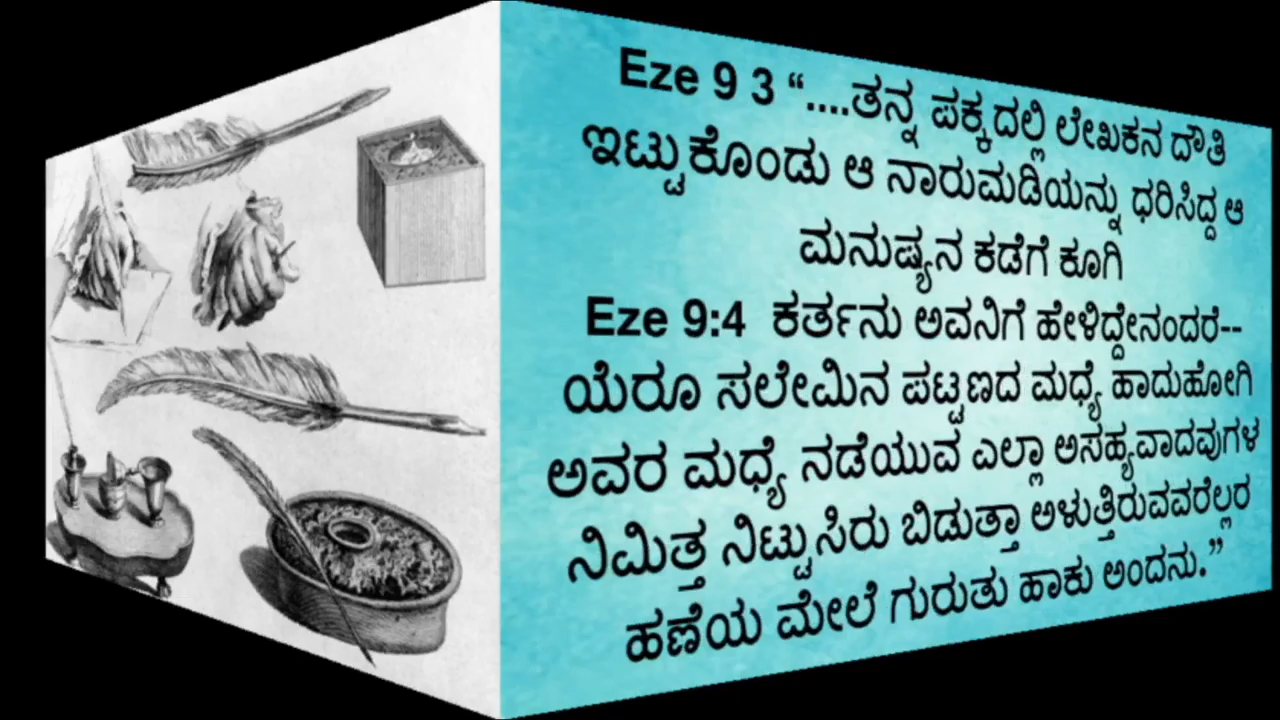 Eze 9 3 “....ತನ್ನ ಪಕ್ಕದಲ್ಲಿ ಲೇಖಕನ ದೌತಿ
ಇಟ್ಟುಕೊಂಡು ಆ ನಾರುಮಡಿಯನ್ನು ಧರಿಸಿದ್ದ ಆ
ಮನುಷ್ಯನ ಕಡೆಗೆ ಕೂಗಿ
Eze 9:4 ಕರ್ತನು ಅವನಿಗೆ ಹೇಳಿದ್ದೇನಂದರೆ--
ಯೆರೂ ಸಲೇಮಿನ ಪಟ್ಟಣದ ಮಧ್ಯೆ ಹಾದುಹೋಗಿ
ಅವರ ಮಧ್ಯೆ ನಡೆಯುವ ಎಲ್ಲಾ ಅಸಹ್ಯವಾದವುಗಳ
ನಿಮಿತ್ತ ನಿಟ್ಟುಸಿರು ಬಿಡುತ್ತಾ ಅಳುತ್ತಿರುವವರೆಲ್ಲರ
ಹಣೆಯ ಮೇಲೆ ಗುರುತು ಹಾಕು ಅಂದನು.”